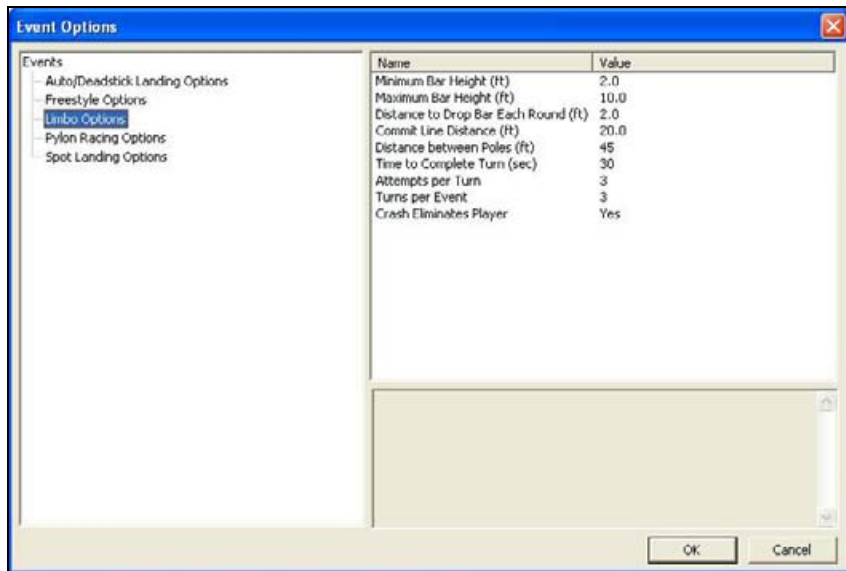 Event Options
Events
Auto/Deadstick Landing Options
Freestyle Options
Limbo Options
Pylon Racing Options
Spot Landing Options
Name Value
Minimum Bar Height (ft) 2.0
Maximum Bar Height (ft) 10.0
Distance to Drop Bar Each Round (ft) 2.0
Commit Line Distance (ft) 20.0
Distance between Poles (ft) 45
Time to Complete Turn (sec) 30
Attempts per Turn 3
Turns per Event 3
Crash Eliminates Player Yes
OK Cancel